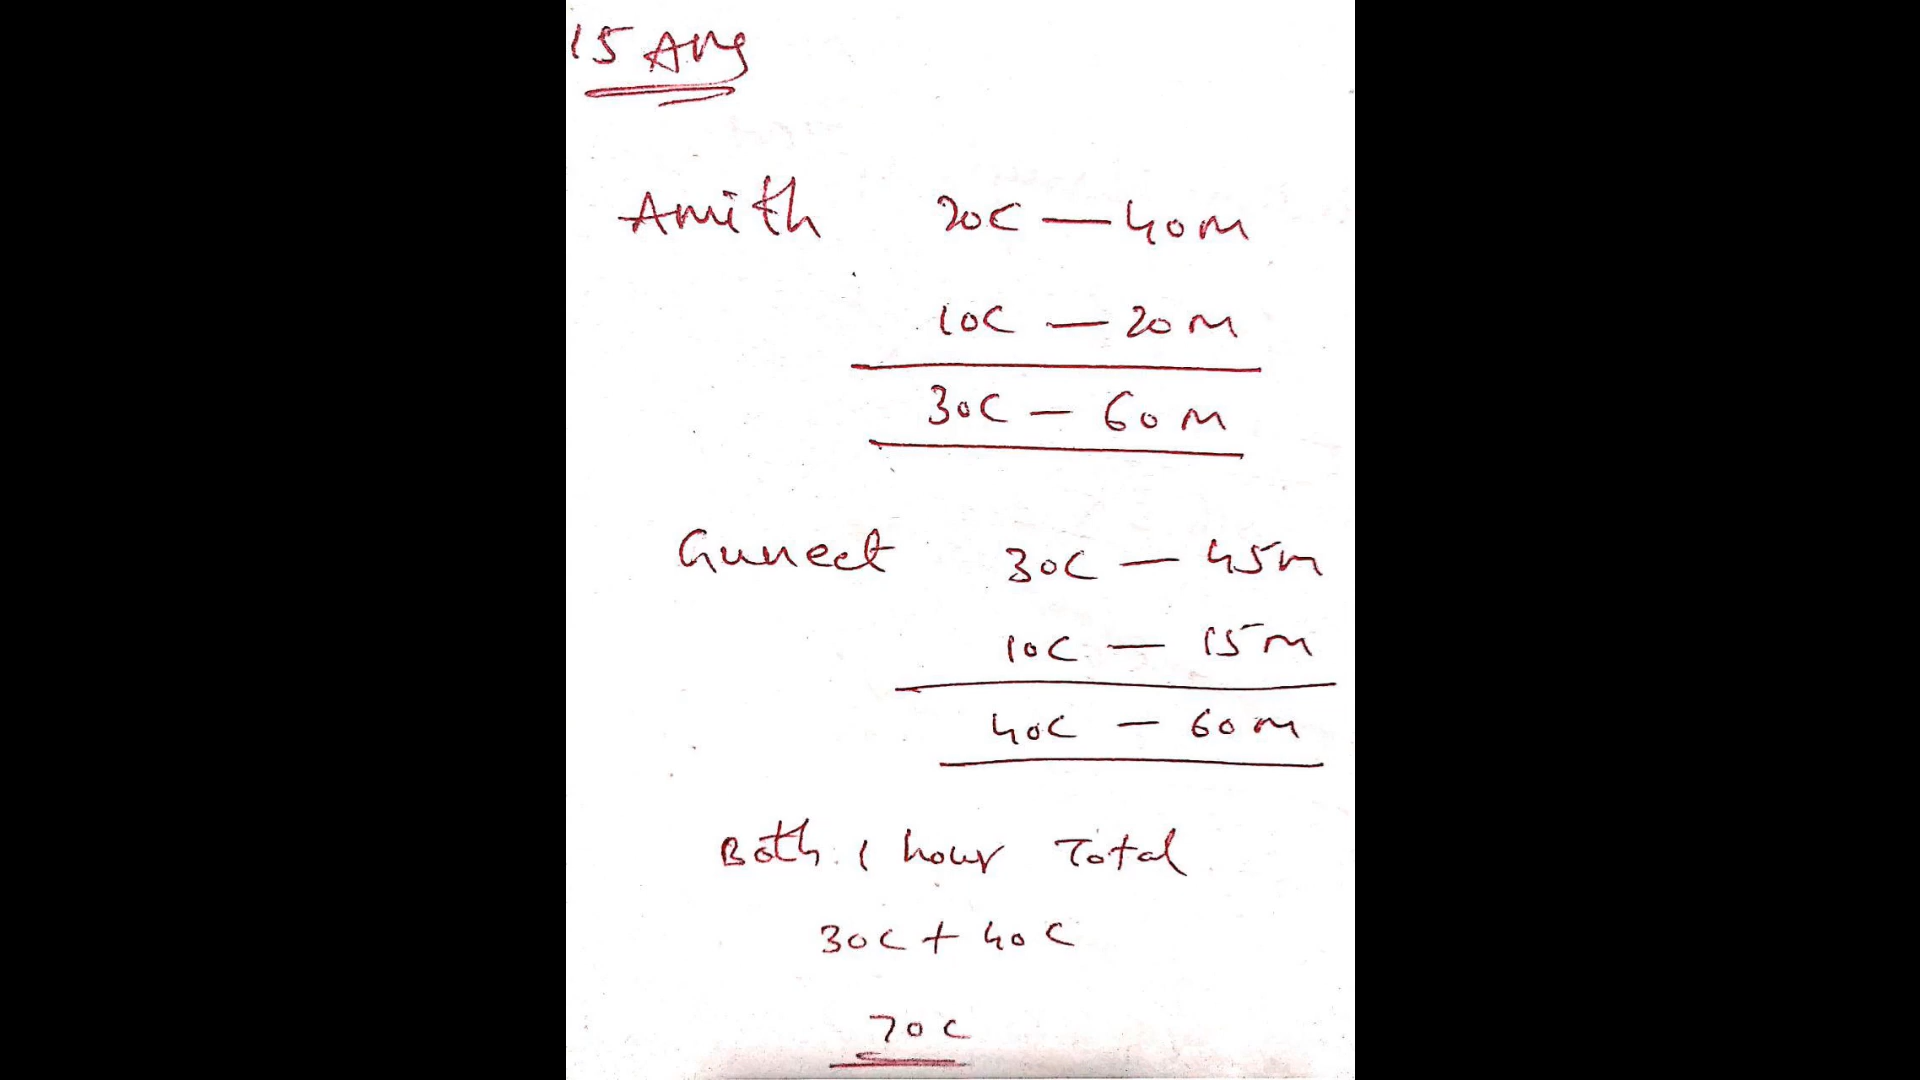 15 Aug
Amith 20C — 40M
10C — 20M
30C — 60M
Guneet 30C — 45m
10C — 15m
40C — 60m
Both 1 hour Total
30C + 40C
70C